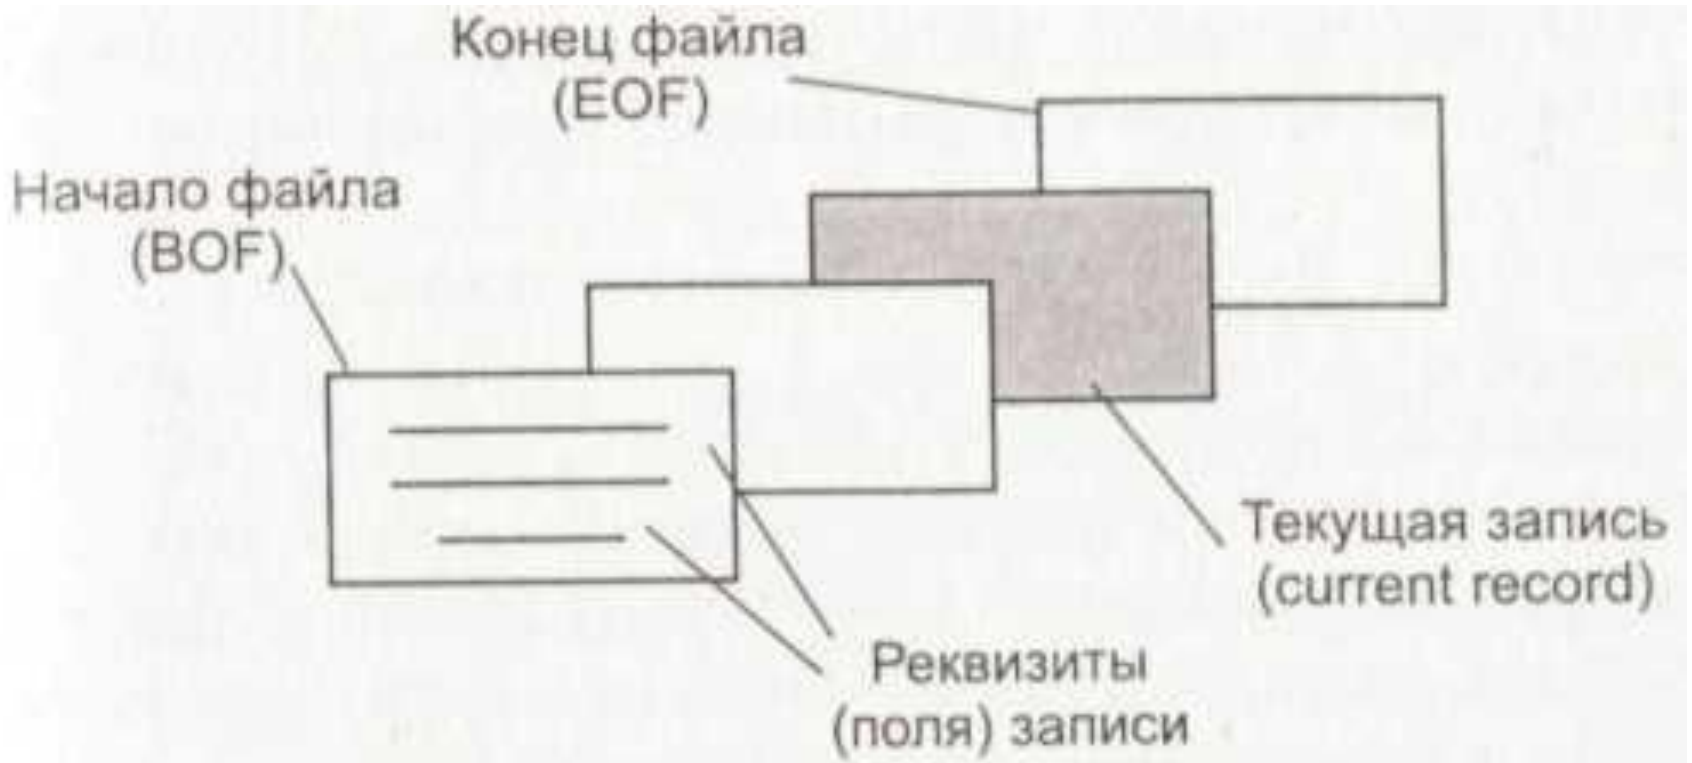 Конец файла
(EOF)
Начало файла
(BOF)
Текущая запись
(current record)
Реквизиты
(поля) записи